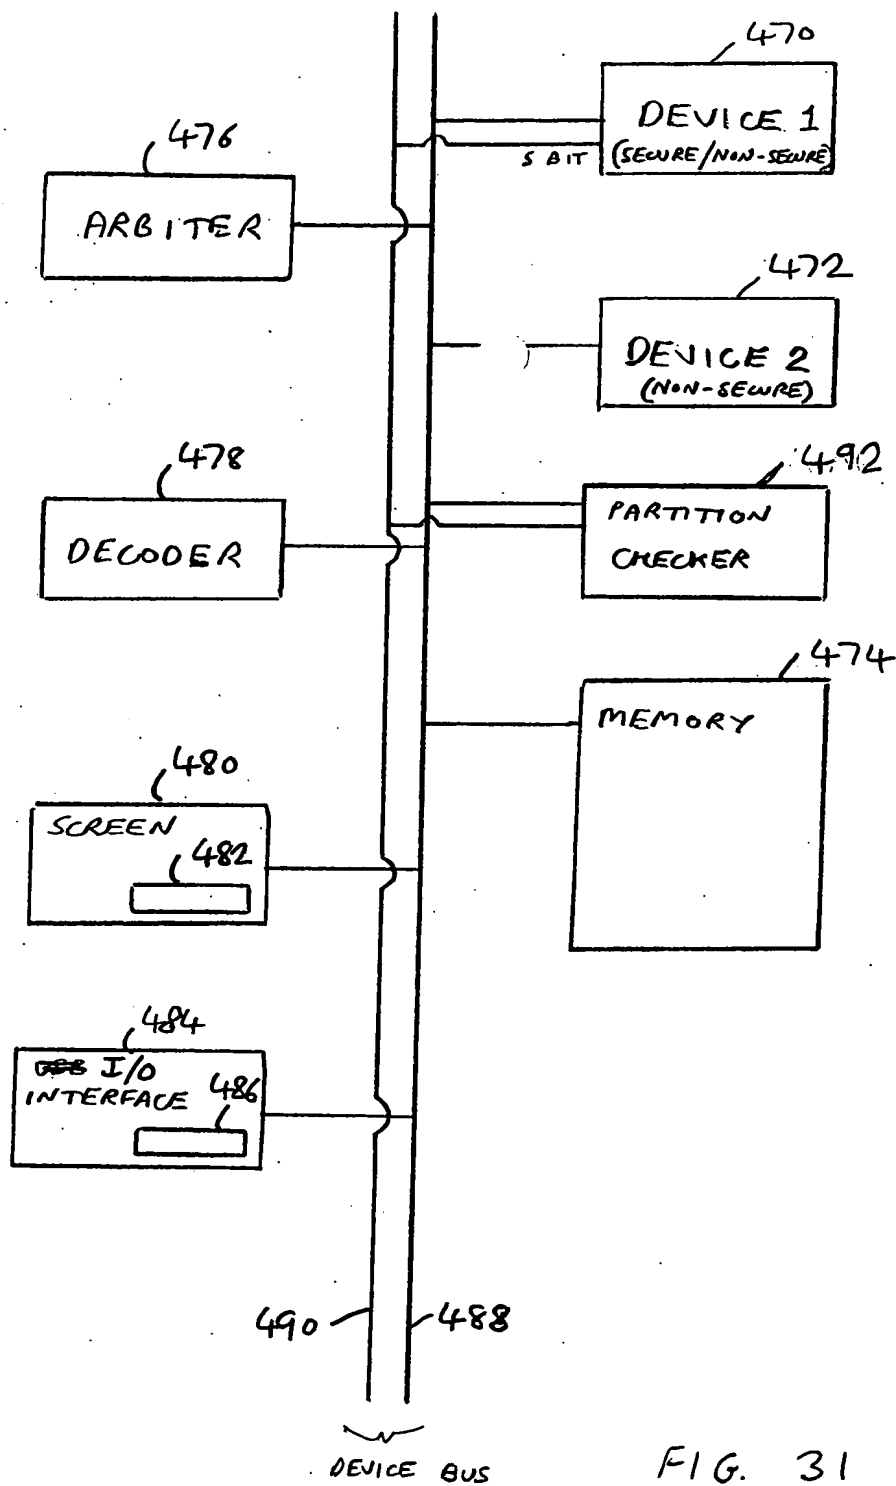 470
DEVICE 1
(SECURE/NON-SECURE)
S BIT
476
ARBITER
472
DEVICE 2
(NON-SECURE)
478
DECODER
492
PARTITION
CHECKER
474
MEMORY
480
SCREEN
482
484
I/O
INTERFACE
486
490
488
DEVICE BUS
FIG. 31